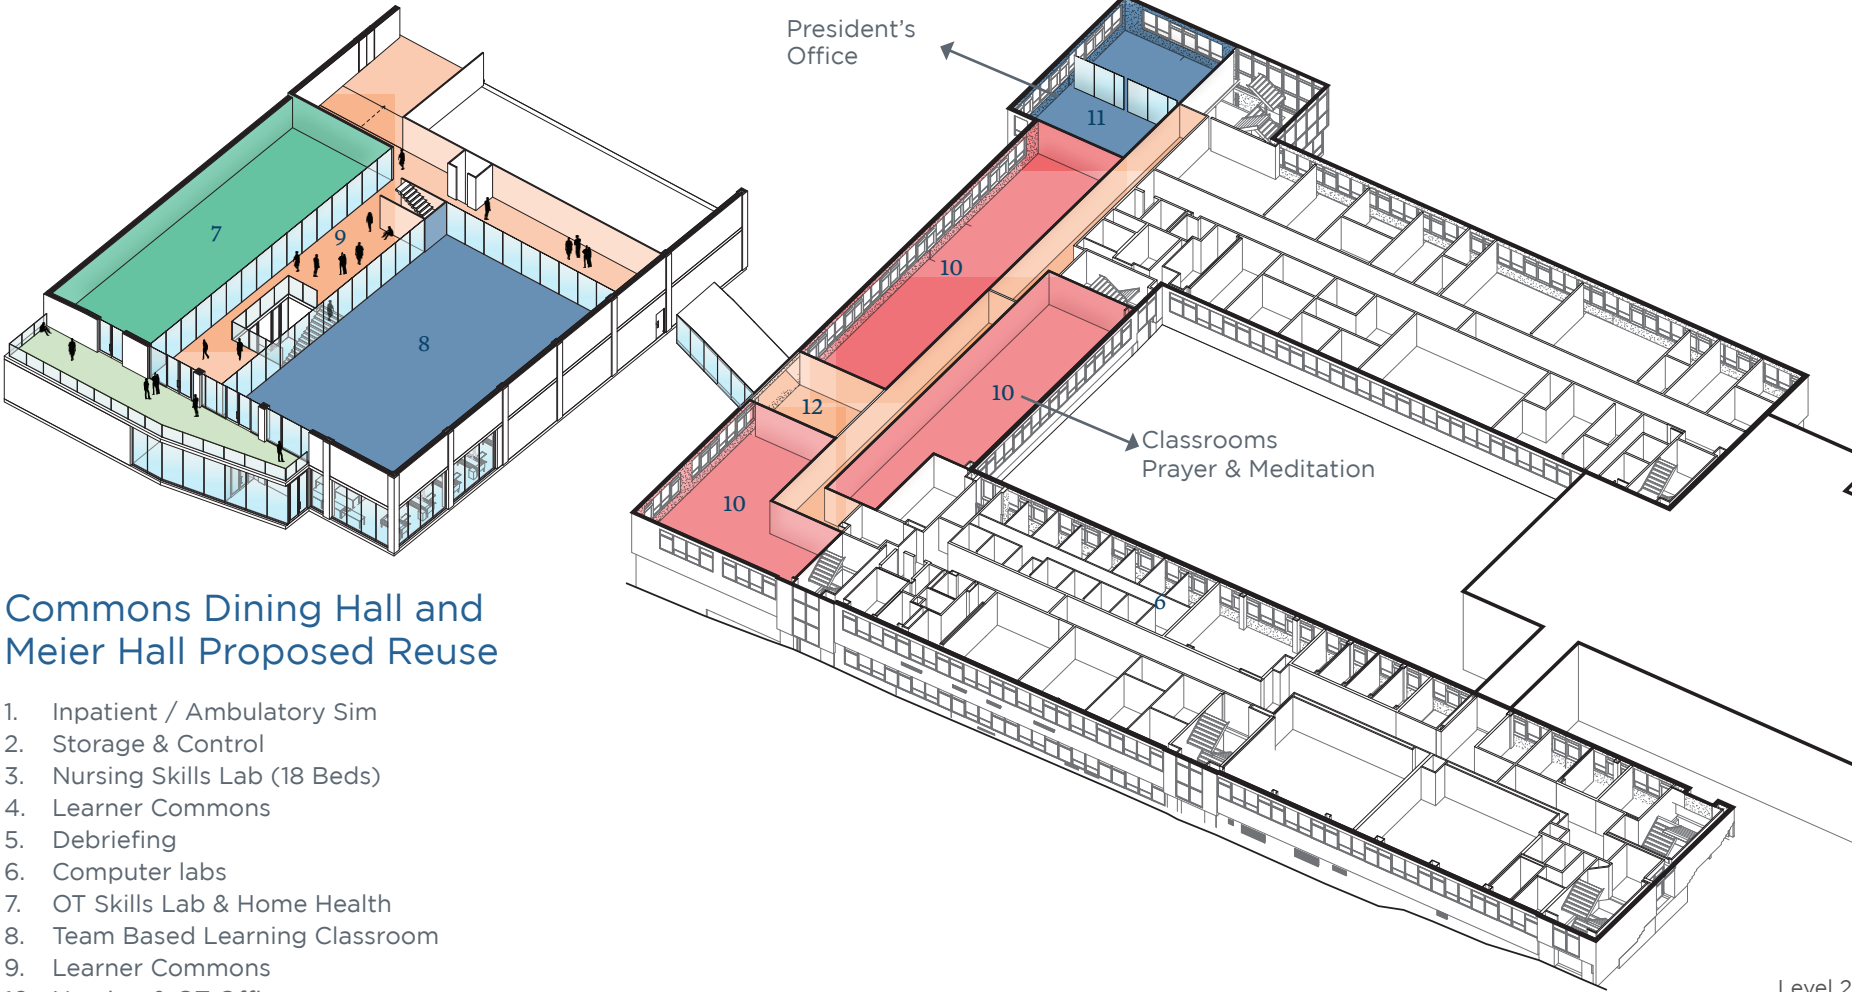 President's
Office
11
7
9
10
8
10
12
Classrooms
Prayer & Meditation
10
6
Commons Dining Hall and
Meier Hall Proposed Reuse
1. Inpatient / Ambulatory Sim
2. Storage & Control
3. Nursing Skills Lab (18 Beds)
4. Learner Commons
5. Debriefing
6. Computer labs
7. OT Skills Lab & Home Health
8. Team Based Learning Classroom
9. Learner Commons
Level 2